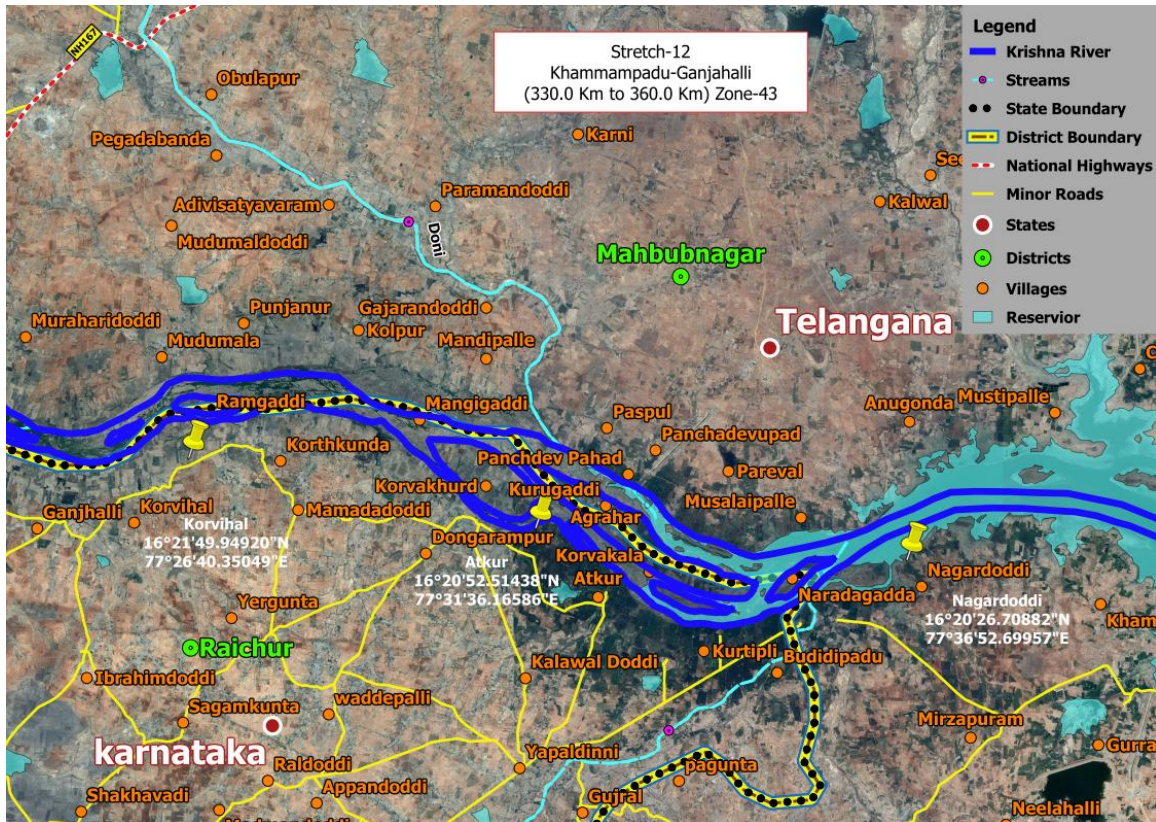 Stretch-12
Khammampadu-Ganjahalli
(330.0 Km to 360.0 Km) Zone-43
Legend
Krishna River
Streams
State Boundary
District Boundary
National Highways
Minor Roads
States
Districts
Villages
Reservior
NH167
Obulapur
Karni
Pegadabanda
See
Paramandoddi
Kalwal
Adivisatyavaram
Mudumaldoddi
Doni
Mahbubnagar
Punjanur
Gajarandoddi
Telangana
Muraharidoddi
Kolpur
Mudumala
Mandipalle
C
Ramgaddi
Mangigaddi
Paspul
Anugonda
Mustipalle
Korthkunda
Panchadevupad
Panchdev Pahad
Pareval
Korvakhurd
Kurugaddi
Musalaipalle
Ganjhalli
Korvihal
Mamadadoddi
Agrahar
Korvihal
16°21'49.94920"N
77°26'40.35049"E
Dongarampur
Korvakala
Atkur
16°20'52.51438"N
77°31'36.16586"E
Atkur
Naradagadda
Nagardoddi
Nagardoddi
16°20'26.70882"N
77°36'52.69957"E
Kham
Yergunta
Raichur
Kurtipli
Kalawal Doddi
Budidipadu
Ibrahimdoddi
Sagamkunta
waddepalli
Mirzapuram
karnataka
Yapaldinni
Gurra
Raldoddi
pagunta
Shakhavadi
Appandoddi
Gujral
Neelahalli